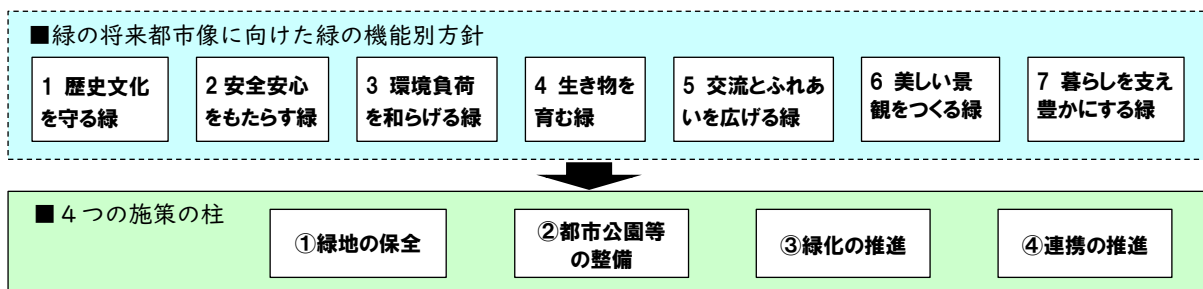 ■緑の将来都市像に向けた緑の機能別方針
1 歴史文化
を守る緑
2 安全安心
をもたらす緑
3 環境負荷
を和らげる緑
4 生き物を
育む緑
5 交流とふれあ
いを広げる緑
6 美しい景
観をつくる緑
7 暮らしを支え
豊かにする緑
■４つの施策の柱
①緑地の保全
②都市公園等
の整備
③緑化の推進
④連携の推進